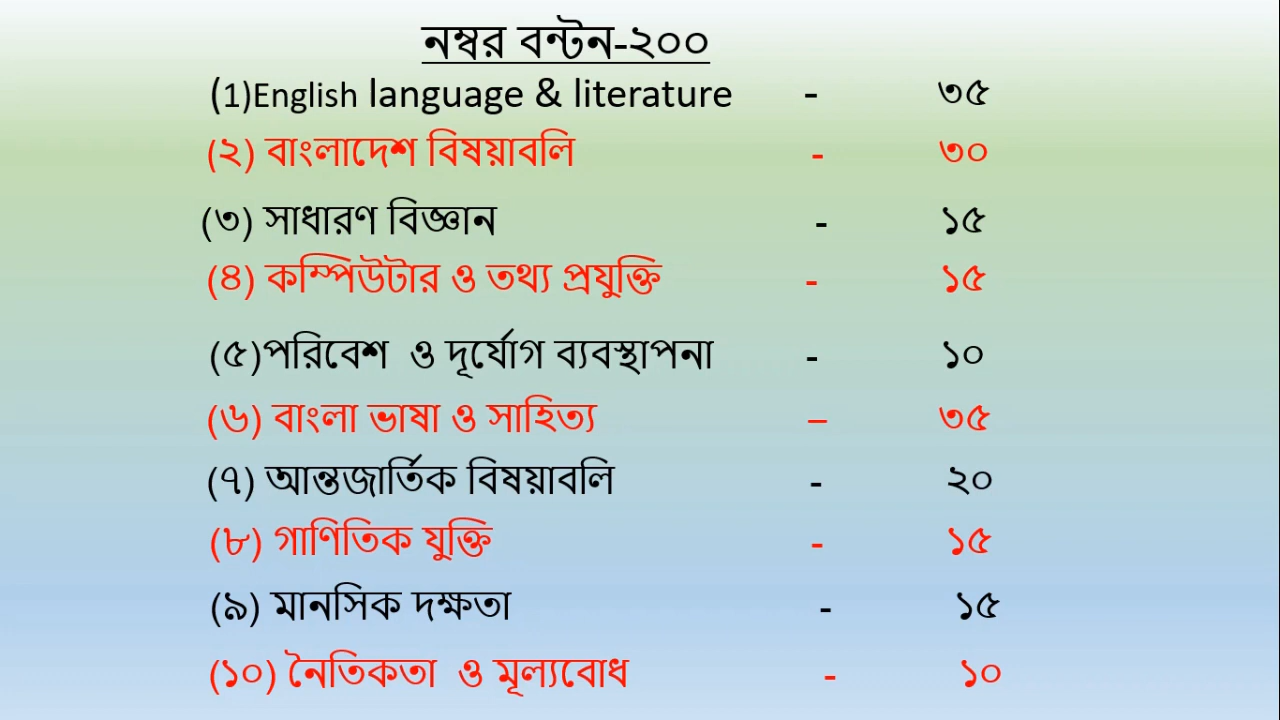 নম্বর বন্টন-২০০
(1)English language & literature - ৩৫
(২) বাংলাদেশ বিষয়াবলি - ৩০
(৩) সাধারণ বিজ্ঞান - ১৫
(৪) কম্পিউটার ও তথ্য প্রযুক্তি - ১৫
(৫)পরিবেশ ও দূর্যোগ ব্যবস্থাপনা - ১০
(৬) বাংলা ভাষা ও সাহিত্য – ৩৫
(৭) আন্তজার্তিক বিষয়াবলি - ২০
(৮) গাণিতিক যুক্তি - ১৫
(৯) মানসিক দক্ষতা - ১৫
(১০) নৈতিকতা ও মূল্যবোধ - ১০